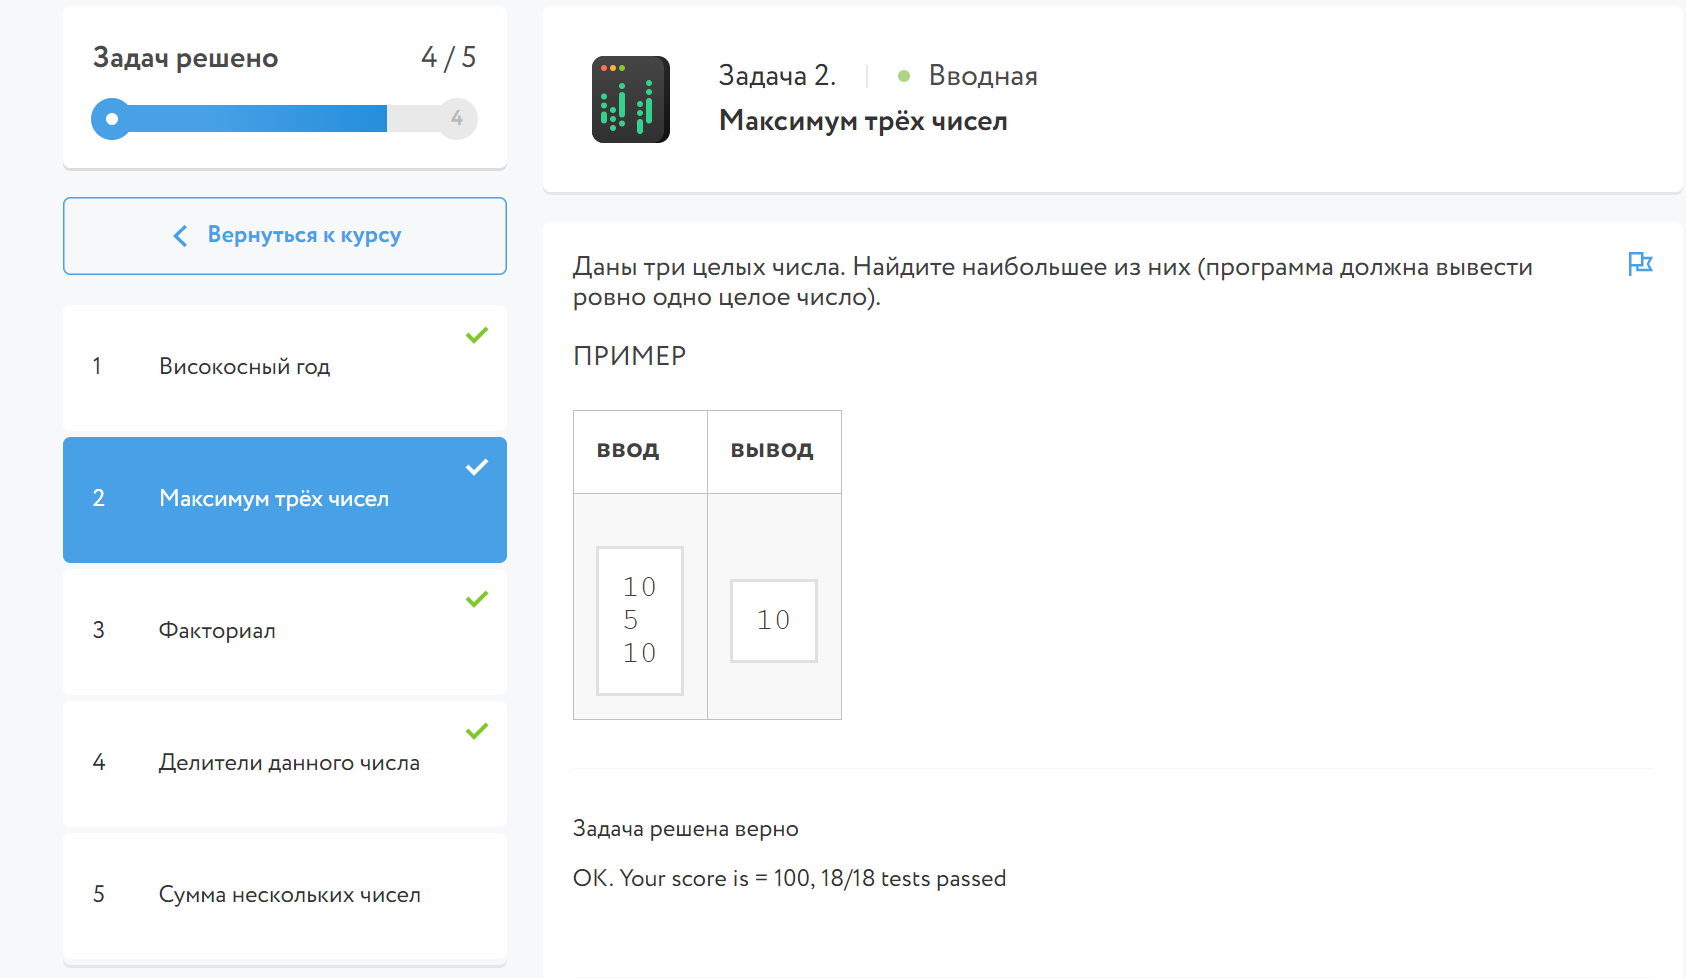 Задач решено 4 / 5
4
Вернуться к курсу
1 Високосный год
2 Максимум трёх чисел
3 Факториал
4 Делители данного числа
5 Сумма нескольких чисел
Задача 2. Вводная
Максимум трёх чисел
Даны три целых числа. Найдите наибольшее из них (программа должна вывести
ровно одно целое число).
ПРИМЕР
ввод вывод
10
5
10
10
Задача решена верно
OK. Your score is = 100, 18/18 tests passed